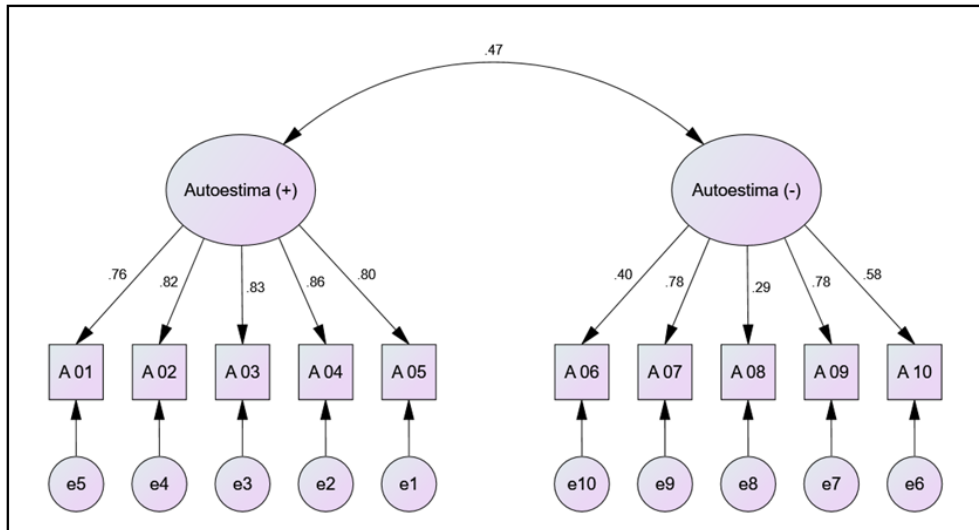 .47
Autoestima (+)
Autoestima (-)
.76
.82
.83
.86
.80
.40
.78
.29
.78
.58
A 01
A 02
A 03
A 04
A 05
A 06
A 07
A 08
A 09
A 10
e5
e4
e3
e2
e1
e10
e9
e8
e7
e6